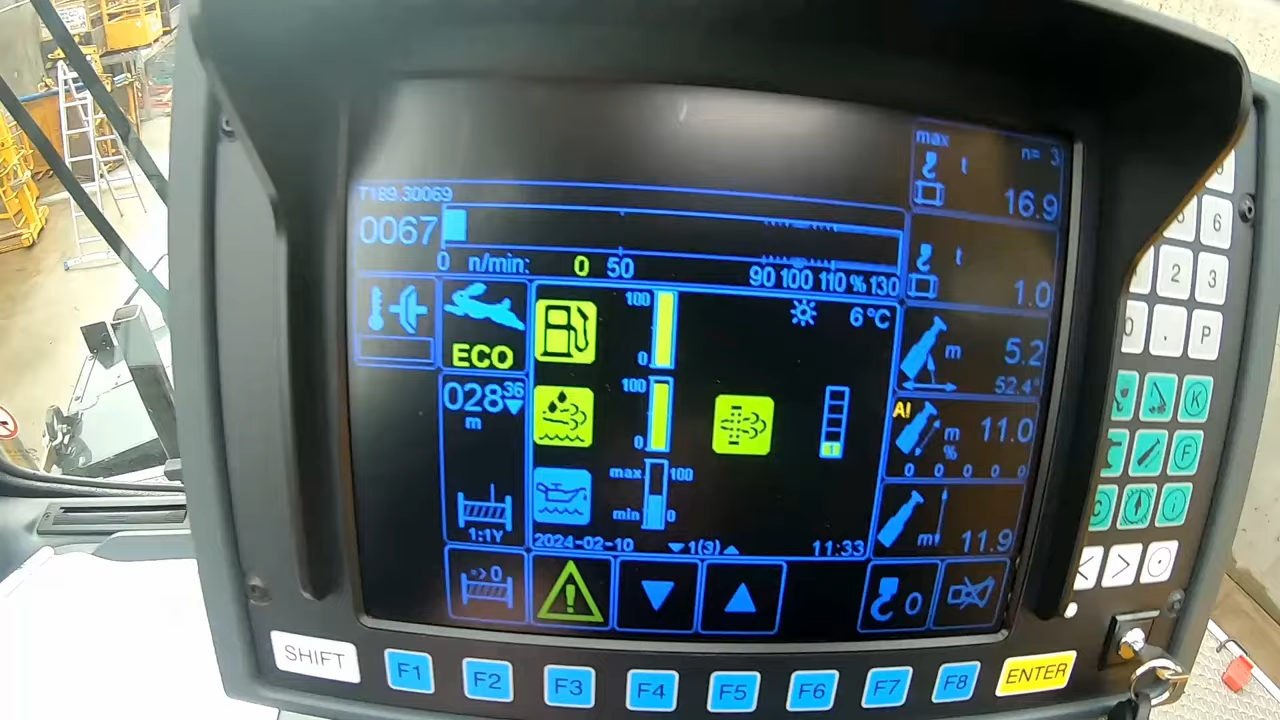 max
n= 3
t
16.9
T189.30069
0067
0 n/min: 0 50 90 100 110 % 130
t
1.0
ECO
100
0
6°C
m
5.2
52.4°
028 36
m
100
0
A!
m
%
11.0
0 0 0 0 0
max 100
min 0
1:1Y
m
11.9
2024-02-10 1(3) 11:33
->0
0
6
2 3
0 . P
K
F
C I
< >
SHIFT F1 F2 F3 F4 F5 F6 F7 F8 ENTER